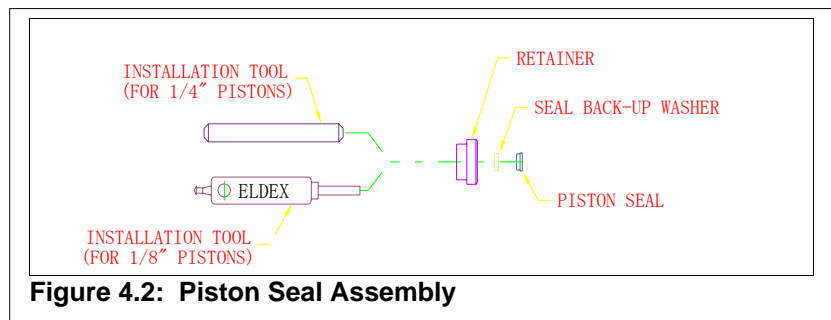 INSTALLATION TOOL
(FOR 1/4" PISTONS)
RETAINER
SEAL BACK-UP WASHER
ELDEX
PISTON SEAL
INSTALLATION TOOL
(FOR 1/8" PISTONS)
Figure 4.2: Piston Seal Assembly